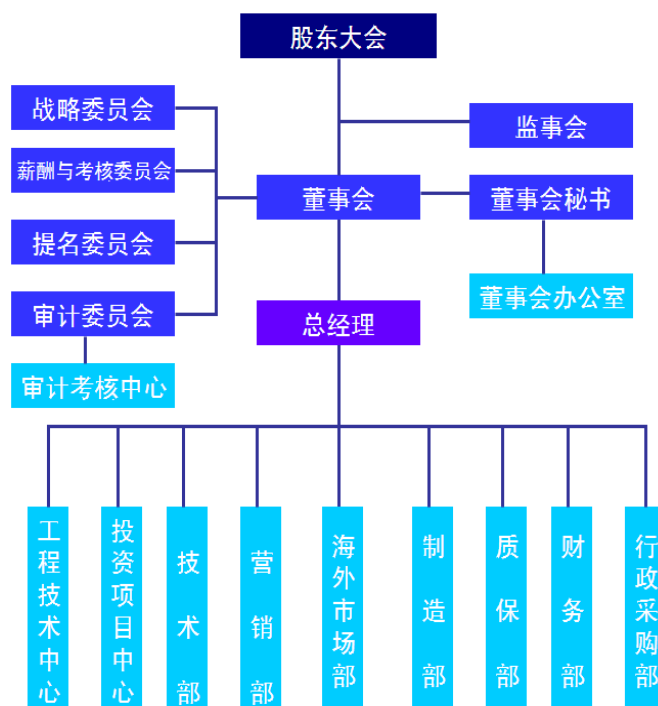 股东大会
战略委员会
监事会
薪酬与考核委员会
董事会
董事会秘书
提名委员会
董事会办公室
审计委员会
总经理
审计考核中心
工程技术中心
投资项目中心
技术部
营销部
海外市场部
制造部
质保部
财务部
行政采购部